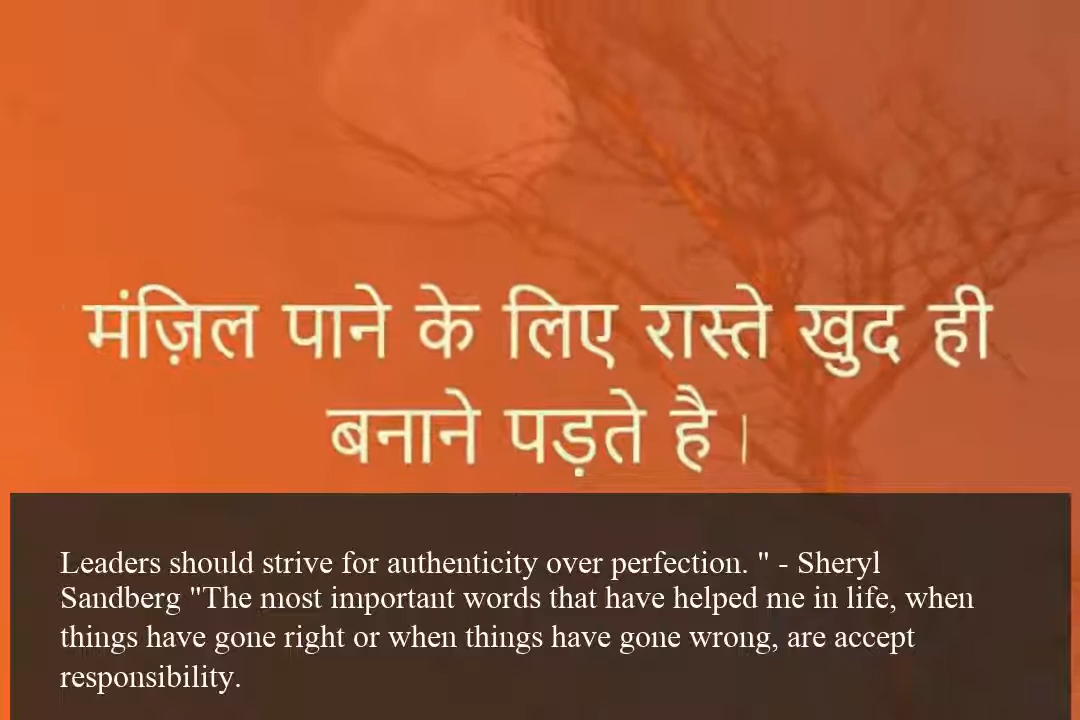 मंज़िल पाने के लिए रास्ते खुद ही
बनाने पड़ते है ।
Leaders should strive for authenticity over perfection. " - Sheryl
Sandberg "The most important words that have helped me in life, when
things have gone right or when things have gone wrong, are accept
responsibility.